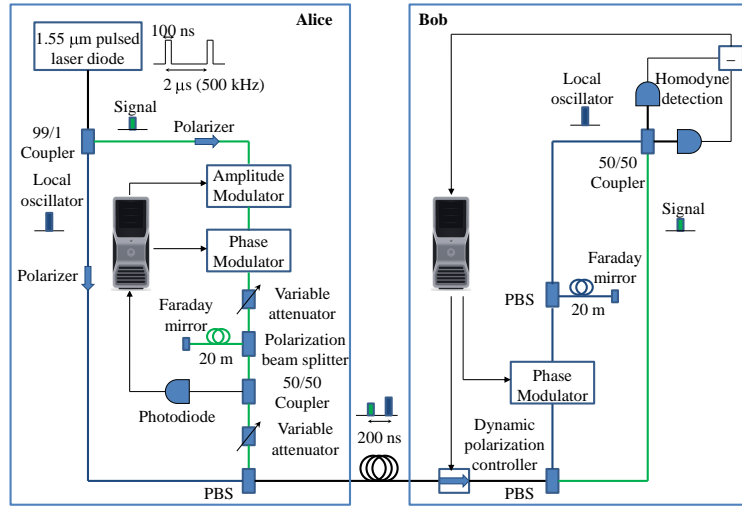 Alice
1.55 μm pulsed
laser diode
100 ns
2 μs (500 kHz)
Signal
Polarizer
99/1
Coupler
Local
oscillator
Amplitude
Modulator
Phase
Modulator
Polarizer
Variable
attenuator
Faraday
mirror
20 m
Polarization
beam splitter
50/50
Coupler
Photodiode
Variable
attenuator
PBS
200 ns
Bob
–
Local
oscillator
Homodyne
detection
50/50
Coupler
Signal
Faraday
mirror
20 m
PBS
Phase
Modulator
Dynamic
polarization
controller
PBS